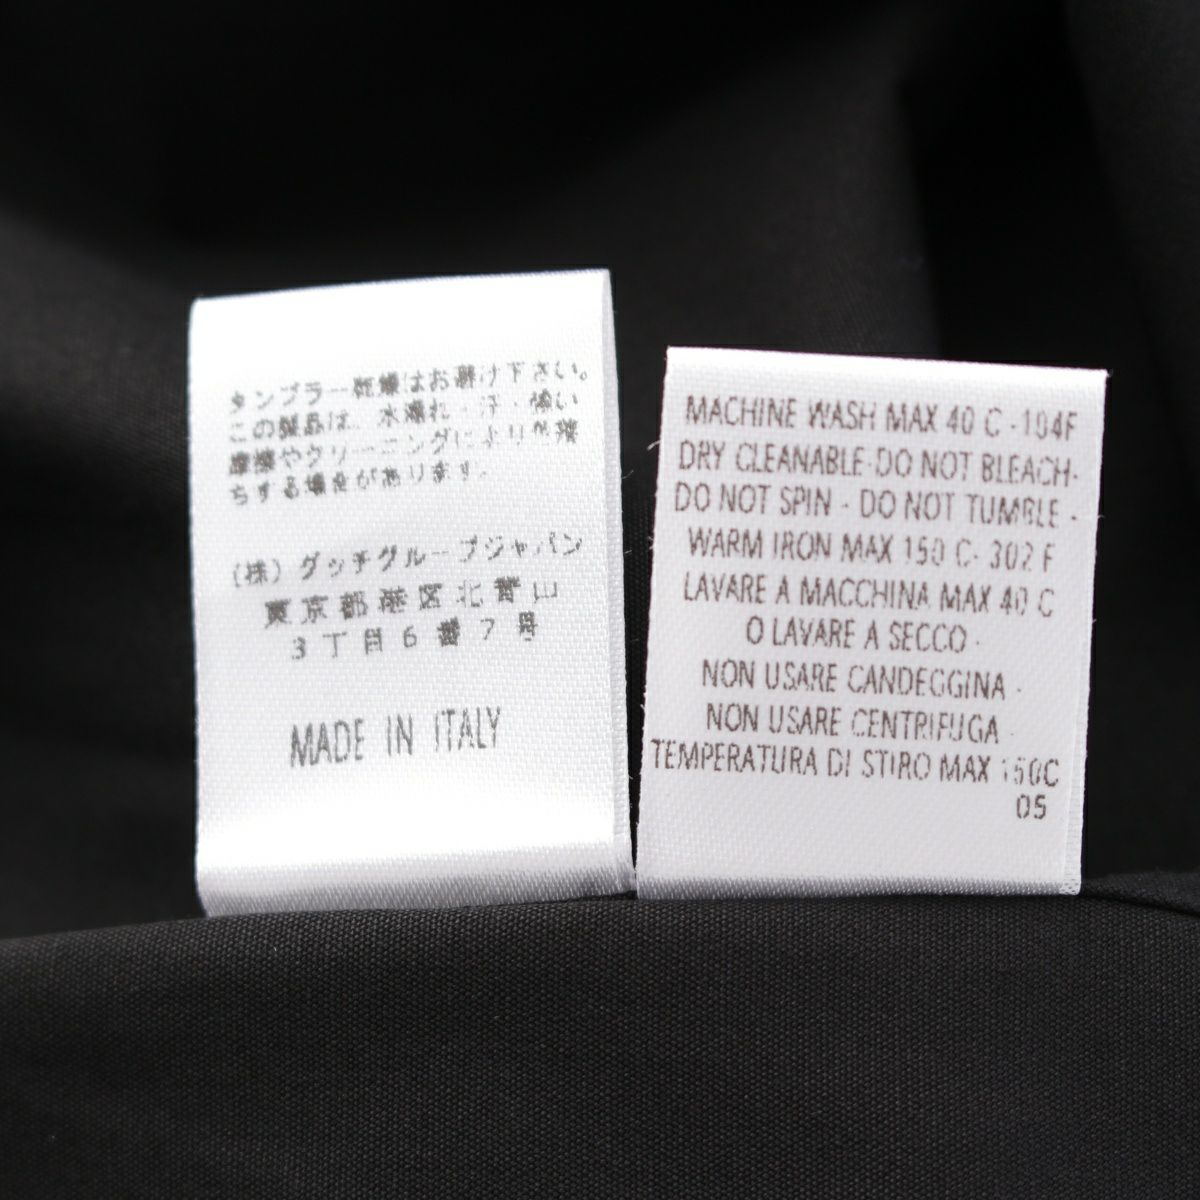 タンブラー乾燥はお避け下さい。
この製品は、水濡れ・汗・強い
摩擦やクリーニングにより色落
ちする場合があります。
(株)グッチグループジャパン
東京都港区北青山
3丁目6番7号
MADE IN ITALY
MACHINE WASH MAX 40 C -104F
DRY CLEANABLE-DO NOT BLEACH-
DO NOT SPIN - DO NOT TUMBLE -
WARM IRON MAX 150 C- 302 F
LAVARE A MACCHINA MAX 40 C
O LAVARE A SECCO -
NON USARE CANDEGGINA -
NON USARE CENTRIFUGA -
TEMPERATURA DI STIRO MAX 150C
05